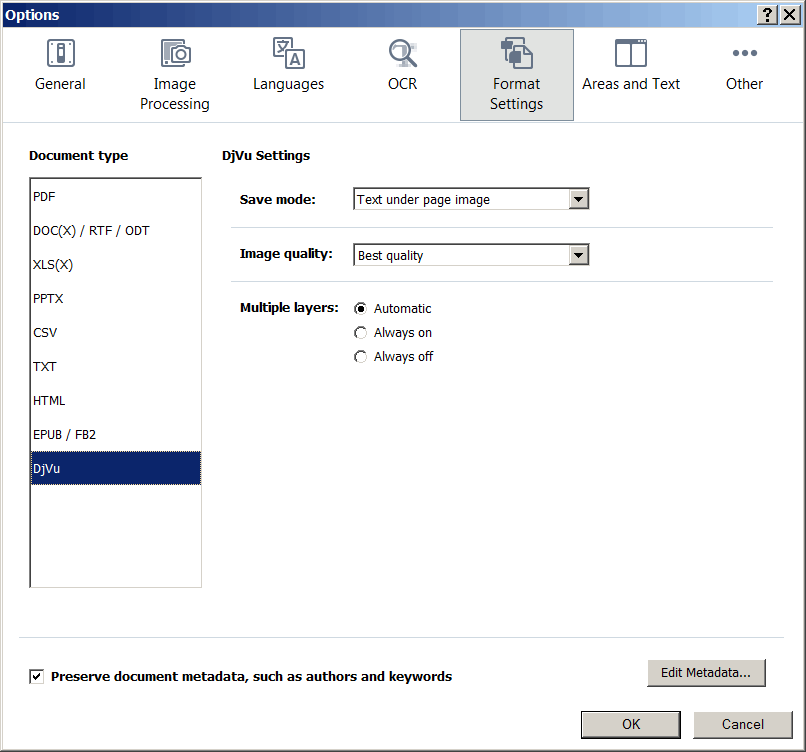 Options
General
Image
Processing
Languages
OCR
Format
Settings
Areas and Text
Other
Document type
PDF
DOC(X) / RTF / ODT
XLS(X)
PPTX
CSV
TXT
HTML
EPUB / FB2
DjVu
DjVu Settings
Save mode: Text under page image
Image quality: Best quality
Multiple layers: Automatic
Always on
Always off
Preserve document metadata, such as authors and keywords
Edit Metadata...
OK
Cancel